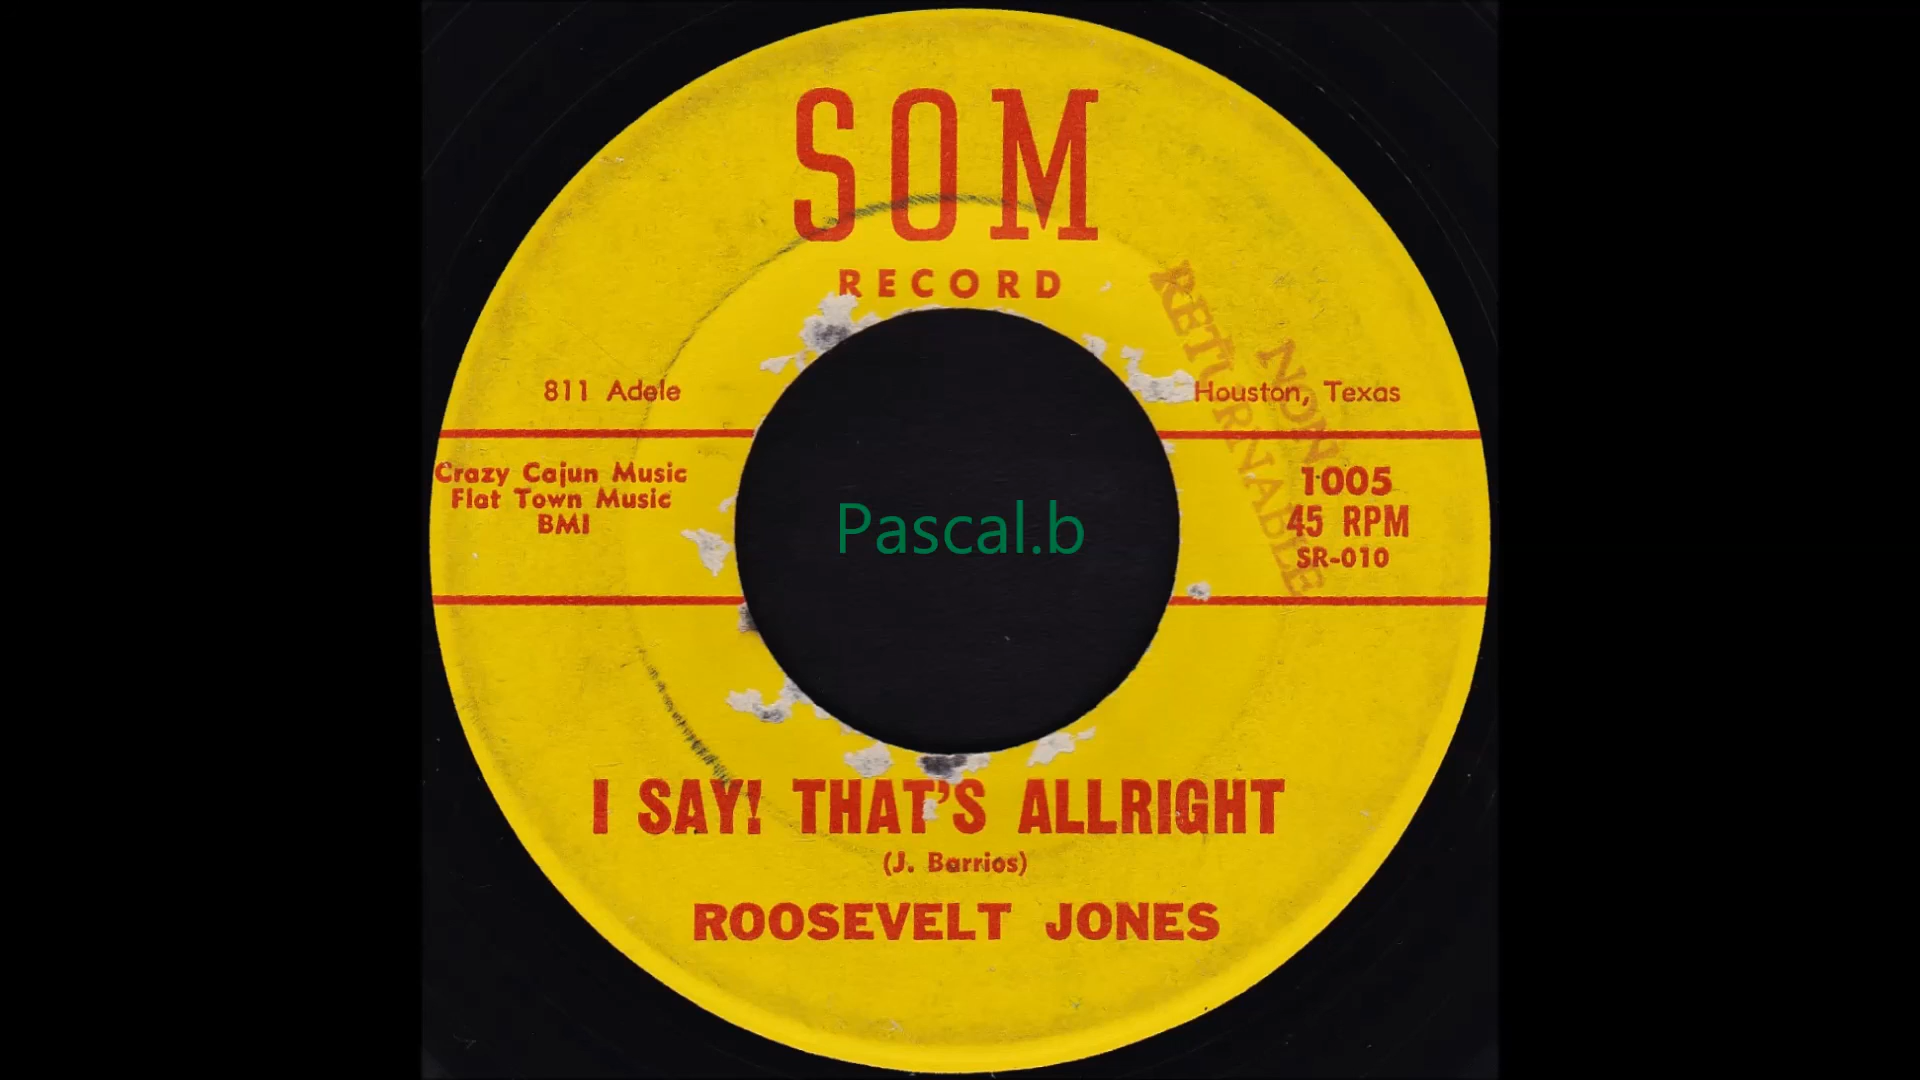 SOM
RECORD
811 Adele
Houston, Texas
NON
RETURNABLE
Crazy Cajun Music
Flat Town Music
BMI
1005
45 RPM
SR-010
Pascal.b
I SAY! THAT'S ALLRIGHT
(J. Barrios)
ROOSEVELT JONES